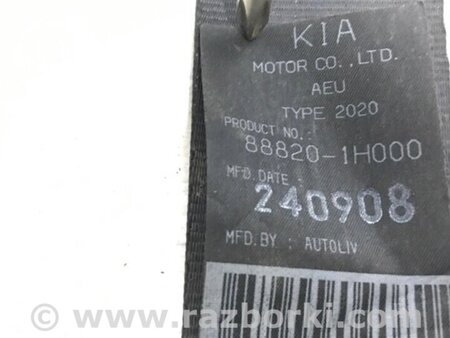 KIA
MOTOR CO.,LTD.
AEU
TYPE 2020
PRODUCT NO.:
88820-1H000
MFD.DATE :
240908
MFD.BY : AUTOLIV
© www.razborki.com